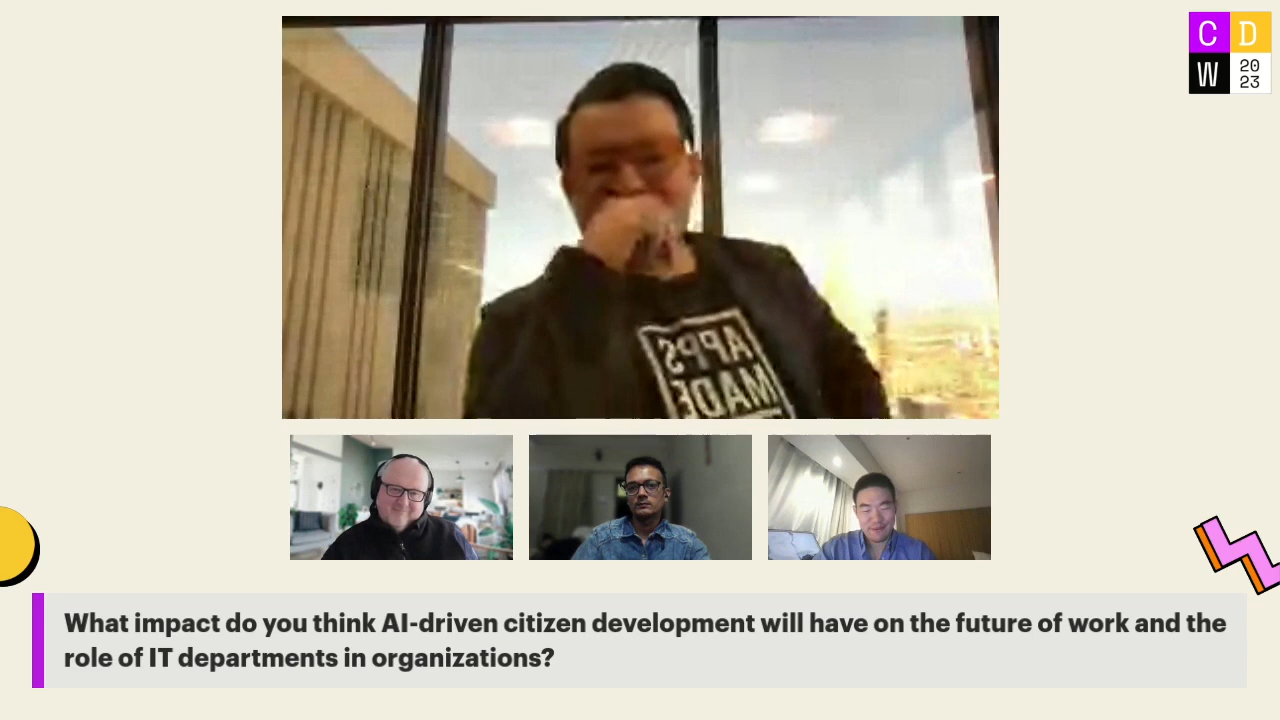 C D
W 20
23
APPS
MADE
What impact do you think AI-driven citizen development will have on the future of work and the
role of IT departments in organizations?